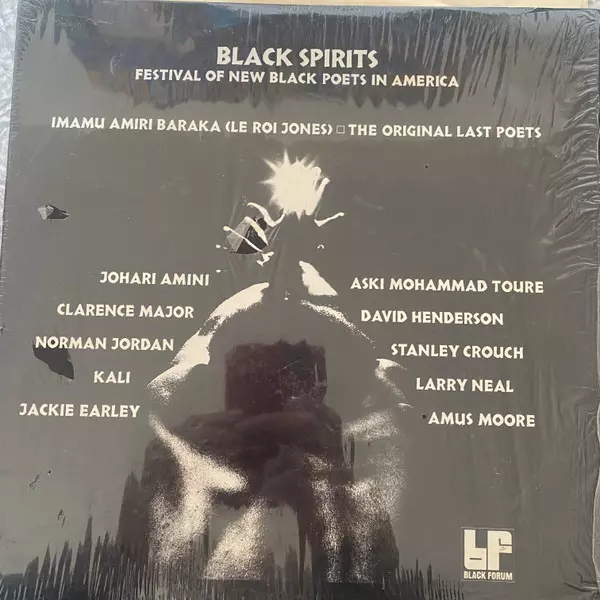 BLACK SPIRITS
FESTIVAL OF NEW BLACK POETS IN AMERICA
IMAMU AMIRI BARAKA (LE ROI JONES) □ THE ORIGINAL LAST POETS
JOHARI AMINI
CLARENCE MAJOR
NORMAN JORDAN
KALI
JACKIE EARLEY
ASKI MOHAMMAD TOURE
DAVID HENDERSON
STANLEY CROUCH
LARRY NEAL
AMUS MOORE
BF
BLACK FORUM